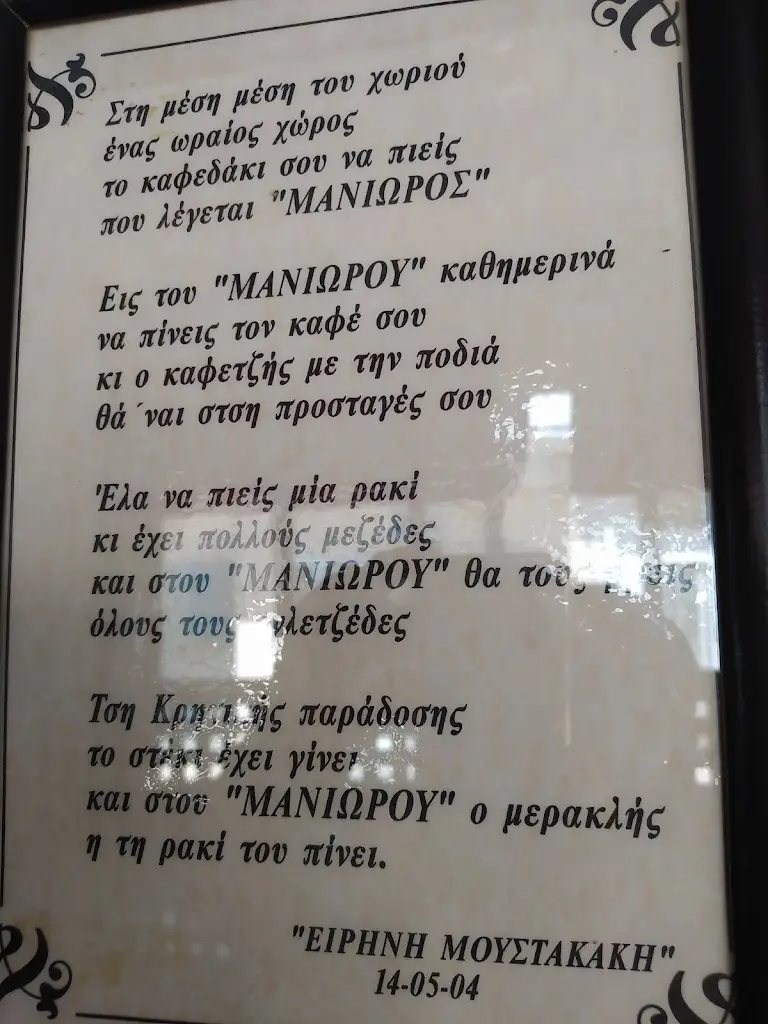 Στη μέση μέση του χωριού
ένας ωραίος χώρος
το καφεδάκι σου να πιείς
που λέγεται "ΜΑΝΙΩΡΟΣ"
Εις του "ΜΑΝΙΩΡΟΥ" καθημερινά
να πίνεις τον καφέ σου
κι ο καφετζής με την ποδιά
θά ΄ναι στση προσταγές σου
'Ελα να πιείς μία ρακί
κι έχει πολλούς μεζέδες
και στου "ΜΑΝΙΩΡΟΥ" θα τους
όλους τους
Τση Κρητικής παράδοσης
το στέκι έχει γίνει
και στου "ΜΑΝΙΩΡΟΥ" ο μερακλής
η τη ρακί του πίνει.
"ΕΙΡΗΝΗ ΜΟΥΣΤΑΚΑΚΗ"
14-05-04